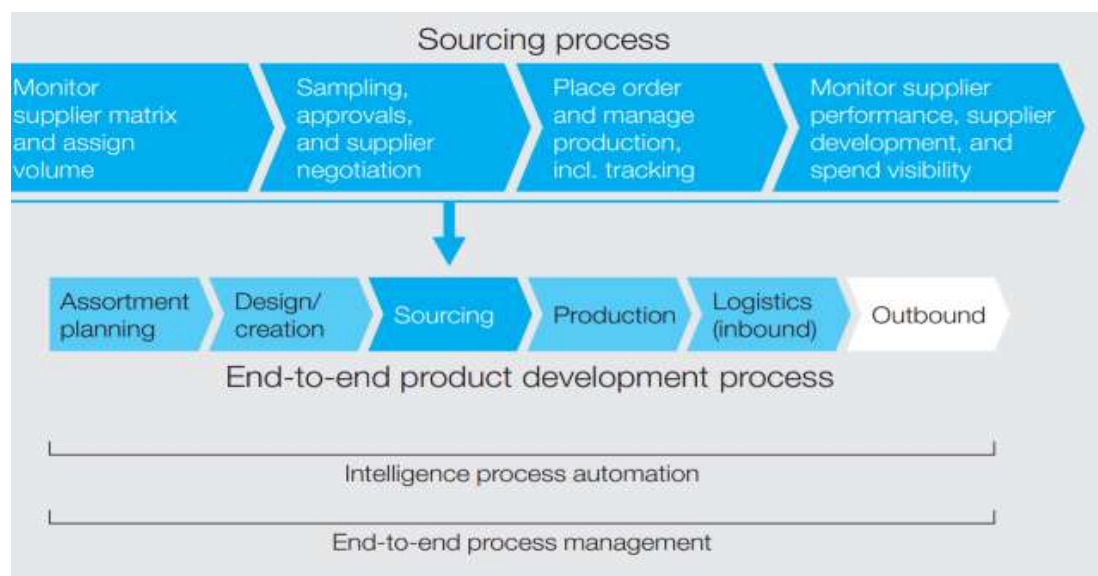 Sourcing process
Monitor
supplier matrix
and assign
volume
Sampling,
approvals,
and supplier
negotiation
Place order
and manage
production,
incl. tracking
Monitor supplier
performance, supplier
development, and
spend visibility
Assortment
planning
Design/
creation
Sourcing
Production
Logistics
(inbound)
Outbound
End-to-end product development process
Intelligence process automation
End-to-end process management